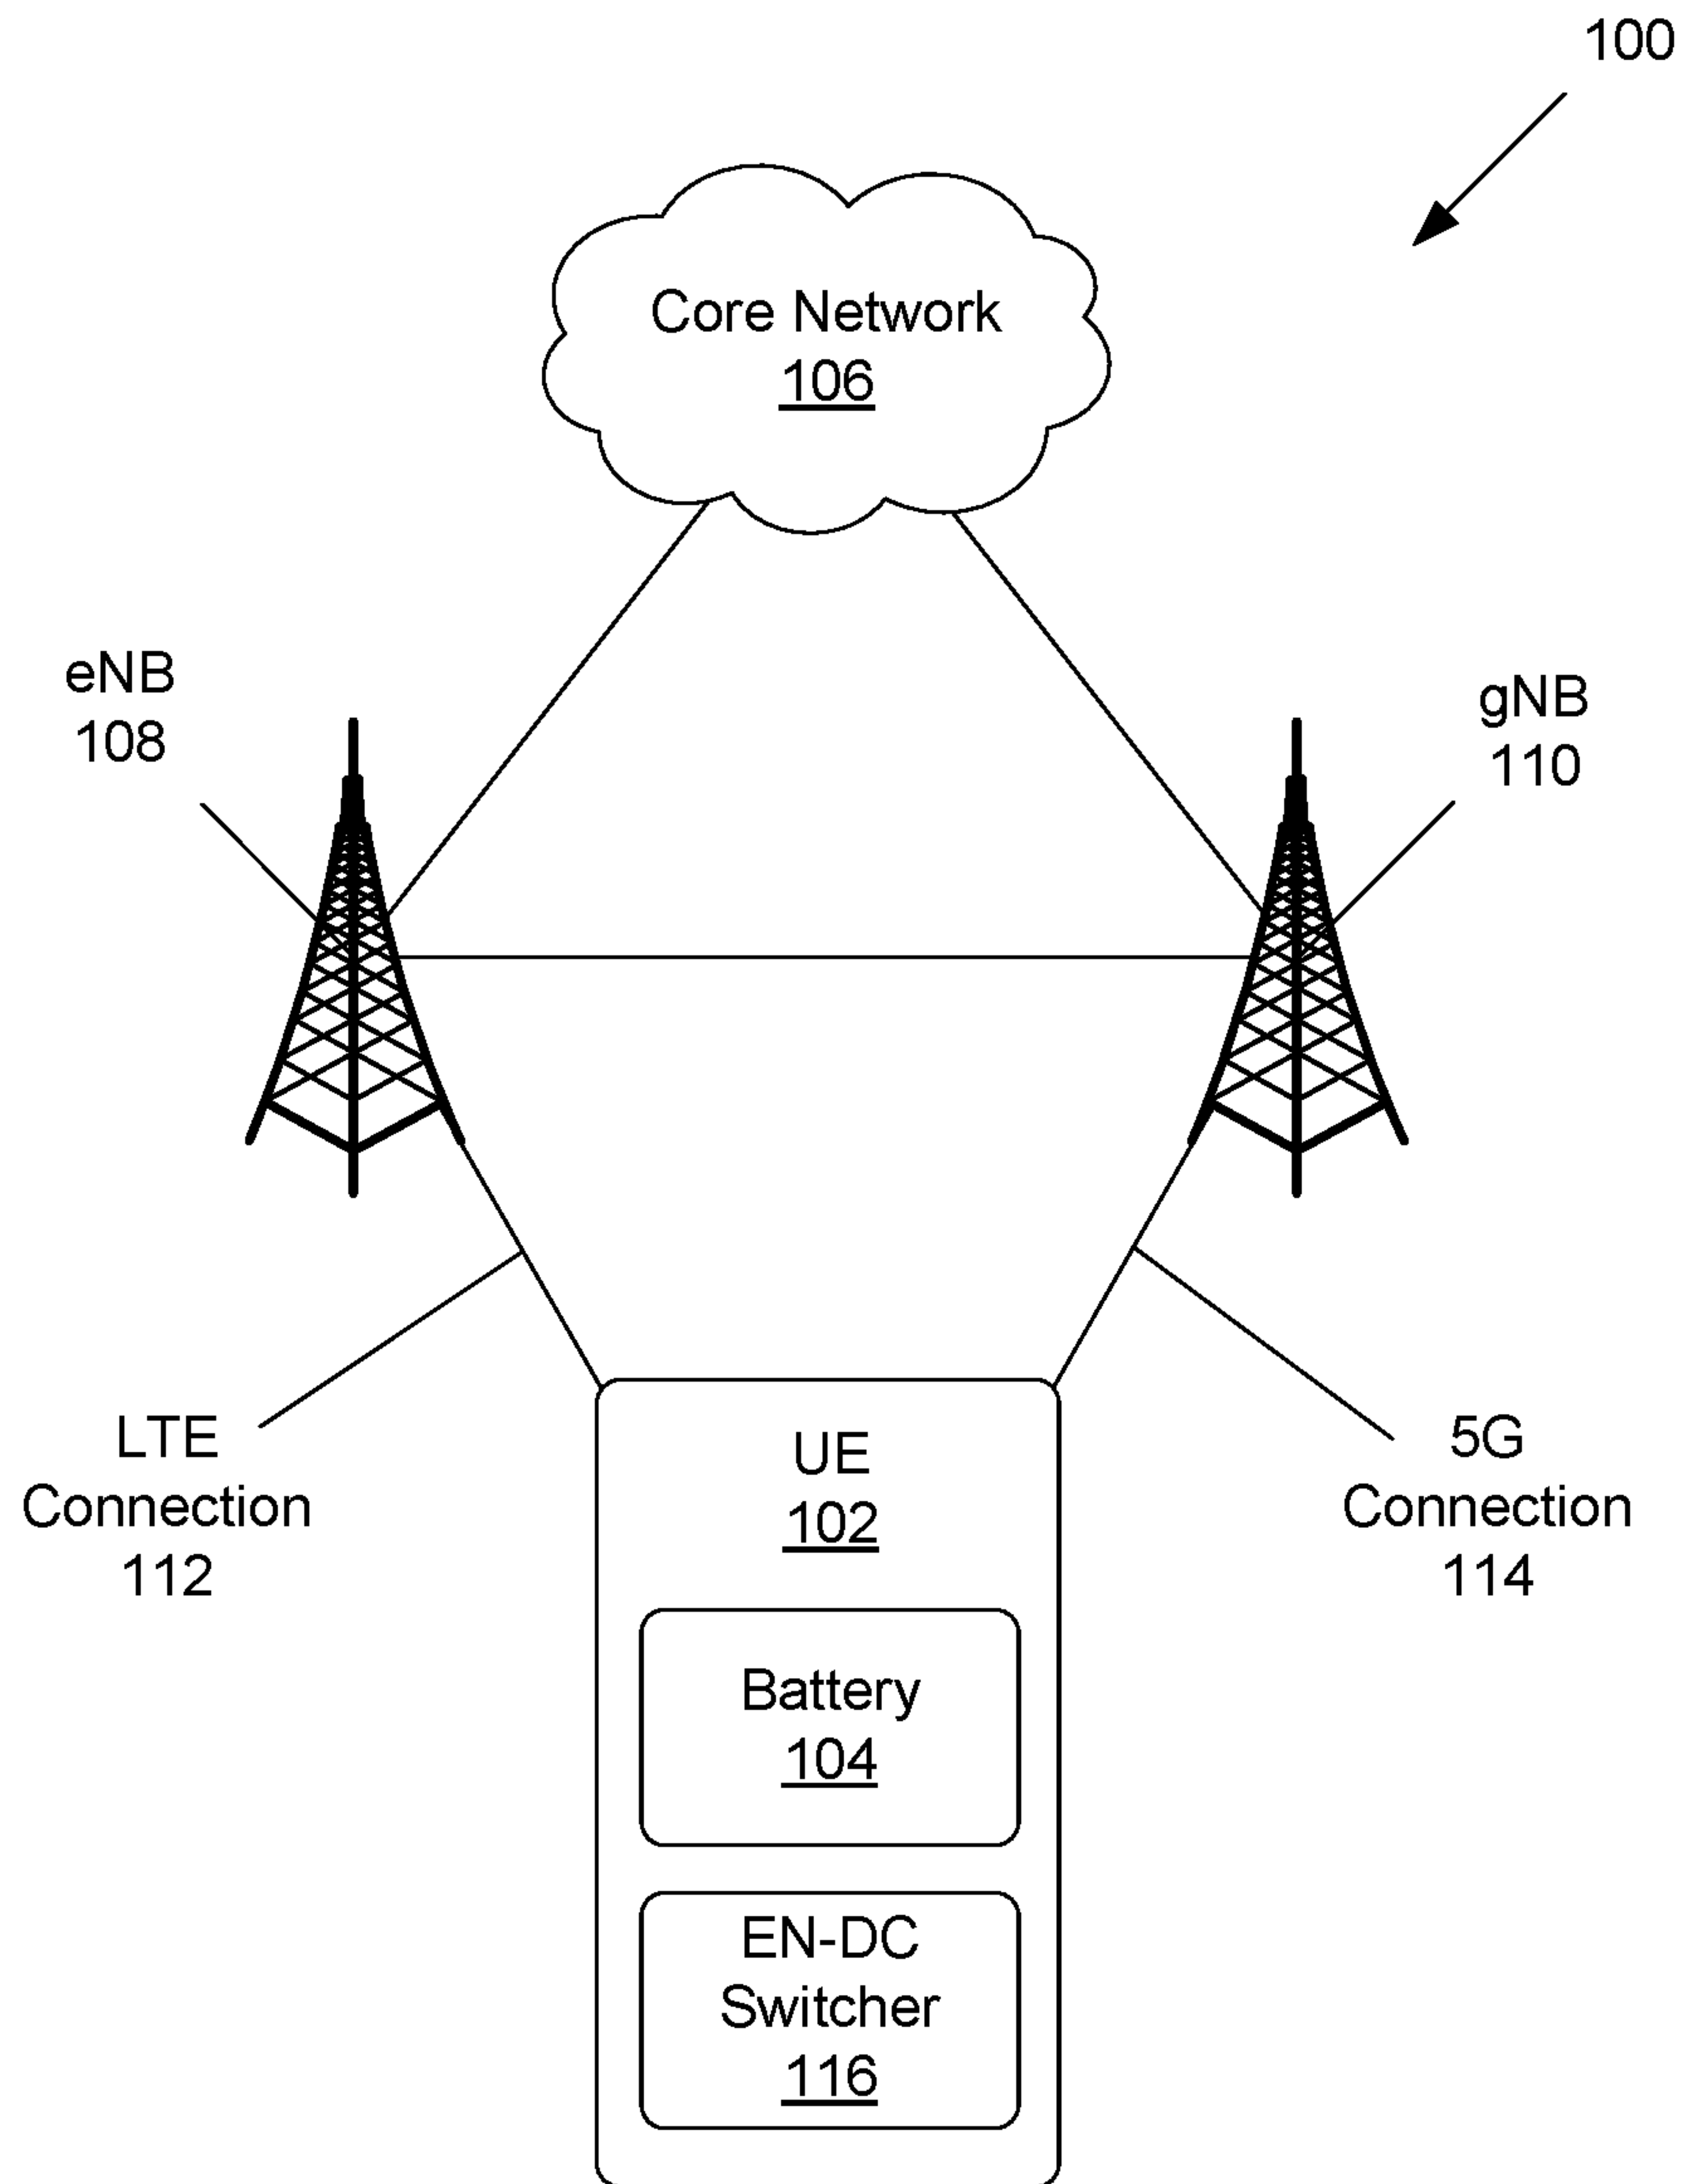 100
Core Network
106
eNB
108
gNB
110
LTE
Connection
112
5G
Connection
114
UE
102
Battery
104
EN-DC
Switcher
116